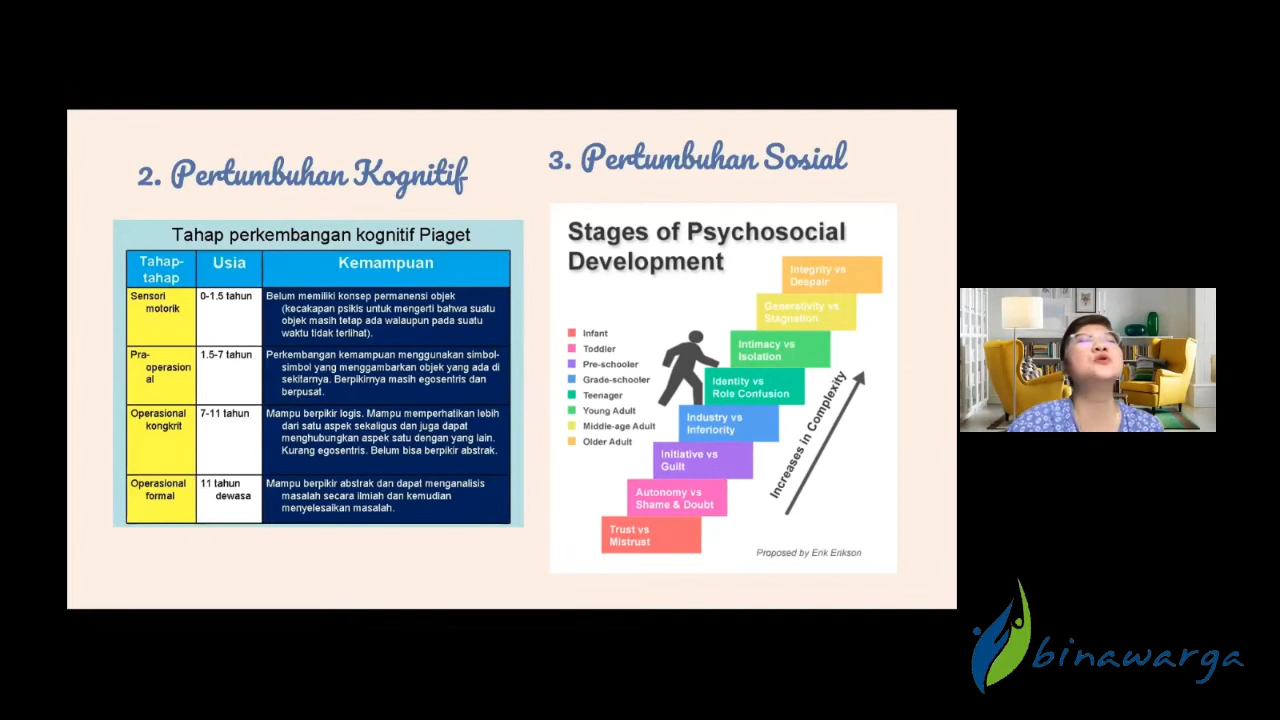 2. Pertumbuhan Kognitif
Tahap perkembangan kognitif Piaget
Tahap-
tahap
Usia
Kemampuan
Sensori
motorik
0-1.5 tahun
Belum memiliki konsep permanensi objek
(kecakapan psikis untuk mengerti bahwa suatu
objek masih tetap ada walaupun pada suatu
waktu tidak terlihat).
Pra-
operasion
al
1.5-7 tahun
Perkembangan kemampuan menggunakan simbol-
simbol yang menggambarkan objek yang ada di
sekitarnya. Berpikirnya masih egosentris dan
berpusat.
Operasional
kongkrit
7-11 tahun
Mampu berpikir logis. Mampu memperhatikan lebih
dari satu aspek sekaligus dan juga dapat
menghubungkan aspek satu dengan yang lain.
Kurang egosentris. Belum bisa berpikir abstrak.
Operasional
formal
11 tahun
dewasa
Mampu berpikir abstrak dan dapat menganalisis
masalah secara ilmiah dan kemudian
menyelesaikan masalah.
3. Pertumbuhan Sosial
Stages of Psychosocial
Development
Integrity vs
Despair
Generativity vs
Stagnation
Intimacy vs
Isolation
Identity vs
Role Confusion
Industry vs
Inferiority
Initiative vs
Guilt
Autonomy vs
Shame & Doubt
Trust vs
Mistrust
Infant
Toddler
Pre-schooler
Grade-schooler
Teenager
Young Adult
Middle-age Adult
Older Adult
Increases in Complexity
Proposed by Erik Erikson
binawarga